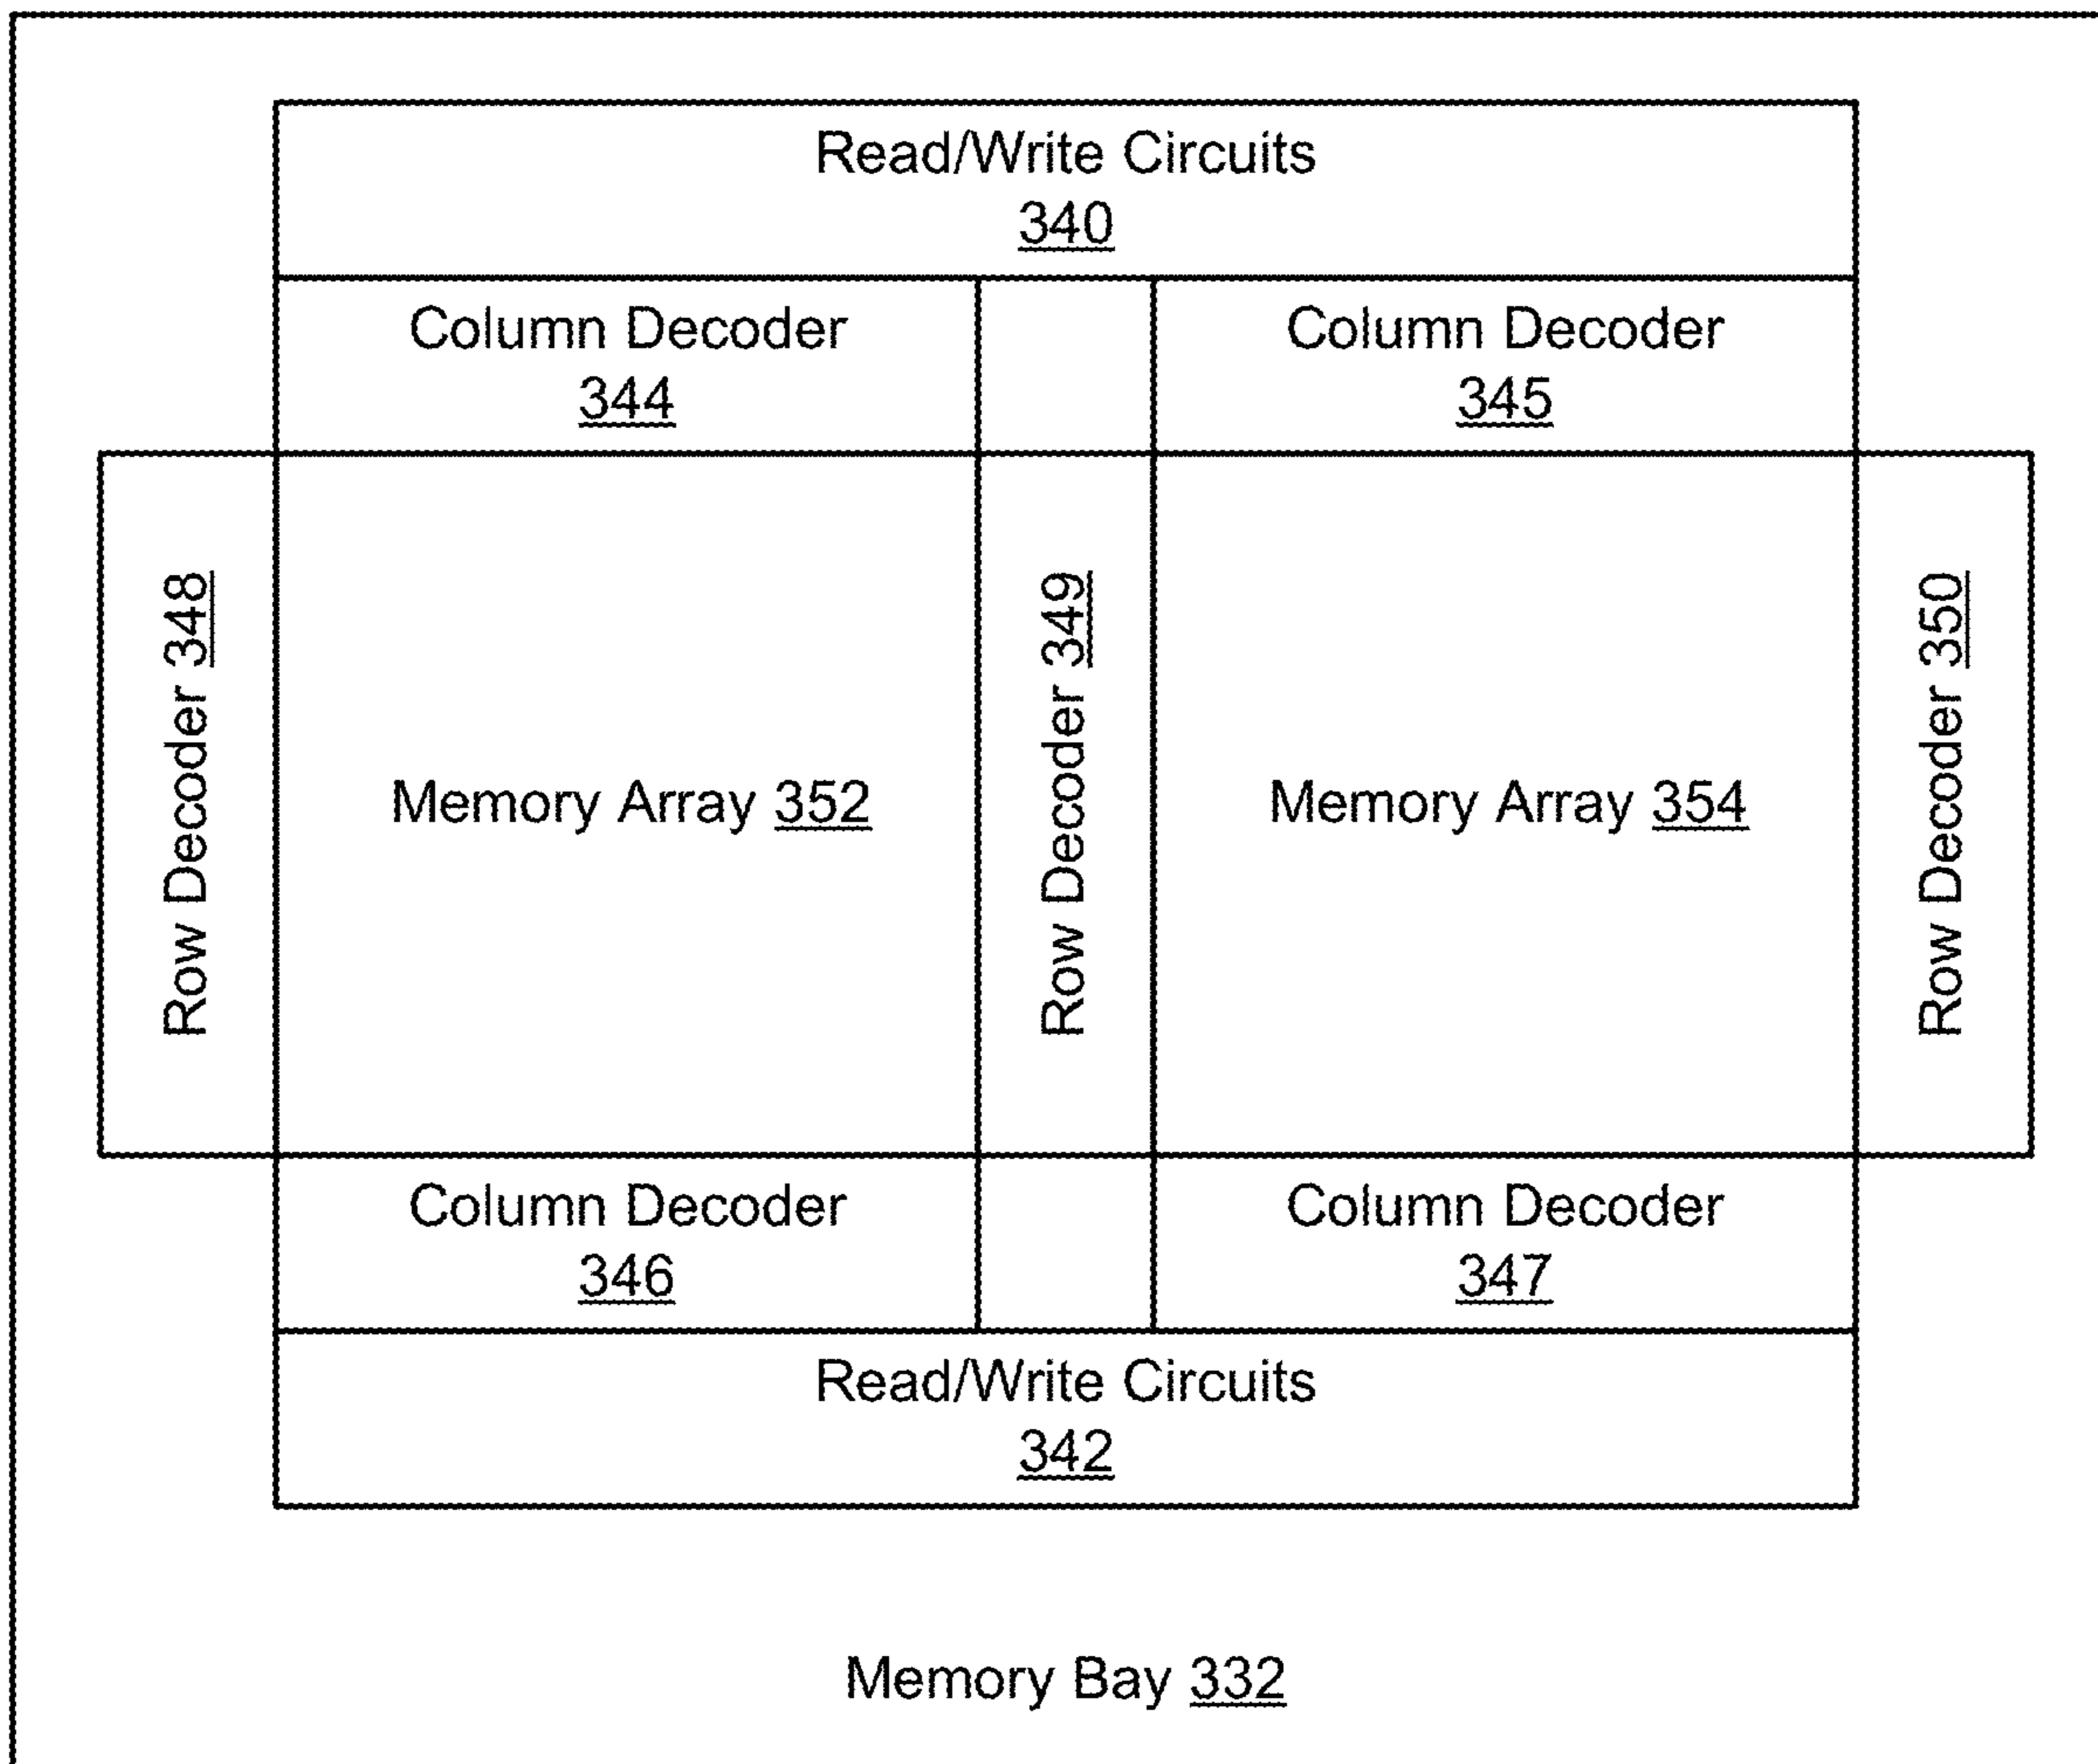 Read/Write Circuits
340
Column Decoder
344
Column Decoder
345
Row Decoder 348
Memory Array 352
Row Decoder 349
Memory Array 354
Row Decoder 350
Column Decoder
346
Column Decoder
347
Read/Write Circuits
342
Memory Bay 332